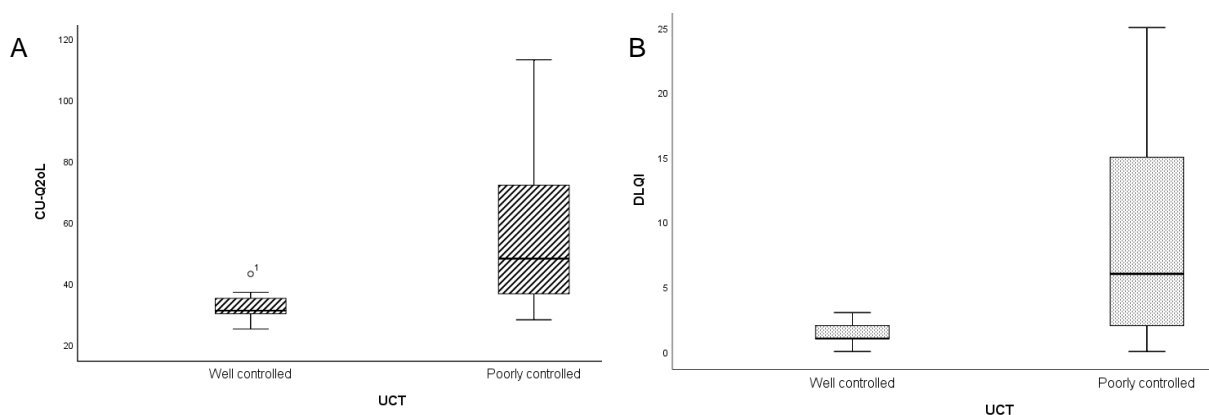 A
CU-Q2oL
120
100
80
60
40
20
1
Well controlled
Poorly controlled
UCT
B
DLQI
25
20
15
10
5
0
Well controlled
Poorly controlled
UCT